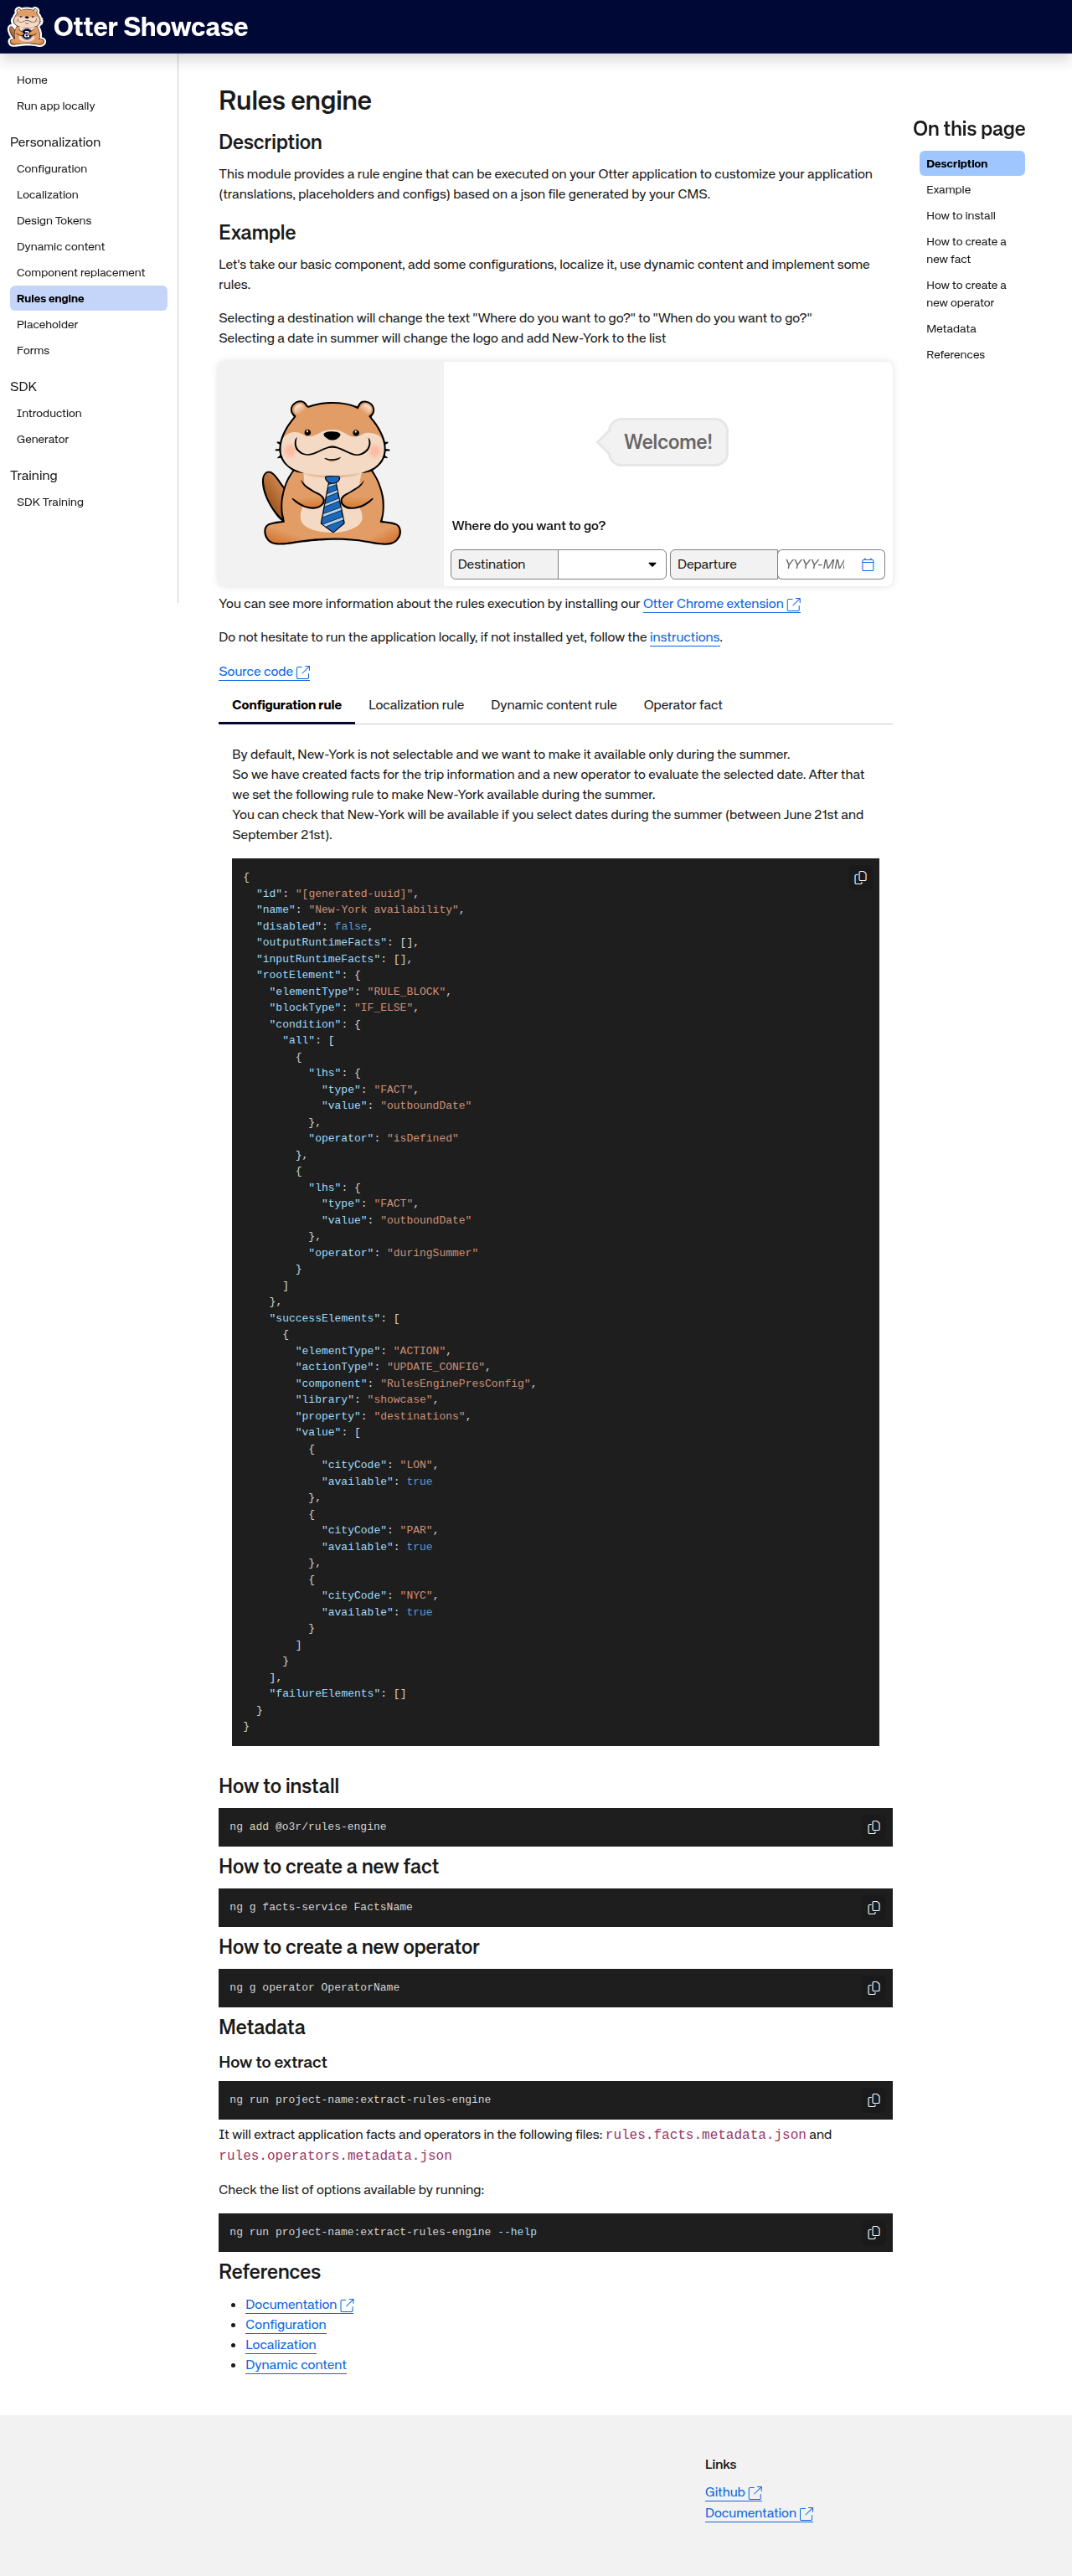 Otter Showcase
Home
Run app locally
Personalization
Configuration
Localization
Design Tokens
Dynamic content
Component replacement
Rules engine
Placeholder
Forms
SDK
Introduction
Generator
Training
SDK Training
Rules engine
Description
This module provides a rule engine that can be executed on your Otter application to customize your application
(translations, placeholders and configs) based on a json file generated by your CMS.
Example
Let's take our basic component, add some configurations, localize it, use dynamic content and implement some
rules.
Selecting a destination will change the text "Where do you want to go?" to "When do you want to go?"
Selecting a date in summer will change the logo and add New-York to the list
Welcome!
Where do you want to go?
Destination
Departure
YYYY-MM
You can see more information about the rules execution by installing our Otter Chrome extension
Do not hesitate to run the application locally, if not installed yet, follow the instructions.
Source code
Configuration rule
Localization rule
Dynamic content rule
Operator fact
By default, New-York is not selectable and we want to make it available only during the summer.
So we have created facts for the trip information and a new operator to evaluate the selected date. After that
we set the following rule to make New-York available during the summer.
You can check that New-York will be available if you select dates during the summer (between June 21st and
September 21st).
{
"id": "[generated-uuid]",
"name": "New-York availability",
"disabled": false,
"outputRuntimeFacts": [],
"inputRuntimeFacts": [],
"rootElement": {
"elementType": "RULE_BLOCK",
"blockType": "IF_ELSE",
"condition": {
"all": [
{
"lhs": {
"type": "FACT",
"value": "outboundDate"
},
"operator": "isDefined"
},
{
"lhs": {
"type": "FACT",
"value": "outboundDate"
},
"operator": "duringSummer"
}
]
},
"successElements": [
{
"elementType": "ACTION",
"actionType": "UPDATE_CONFIG",
"component": "RulesEnginePresConfig",
"library": "showcase",
"property": "destinations",
"value": [
{
"cityCode": "LON",
"available": true
},
{
"cityCode": "PAR",
"available": true
},
{
"cityCode": "NYC",
"available": true
}
]
}
],
"failureElements": []
}
}
How to install
ng add @o3r/rules-engine
How to create a new fact
ng g facts-service FactsName
How to create a new operator
ng g operator OperatorName
Metadata
How to extract
ng run project-name:extract-rules-engine
It will extract application facts and operators in the following files: rules.facts.metadata.json and
rules.operators.metadata.json
Check the list of options available by running:
ng run project-name:extract-rules-engine --help
References
Documentation
Configuration
Localization
Dynamic content
On this page
Description
Example
How to install
How to create a
new fact
How to create a
new operator
Metadata
References
Links
Github
Documentation